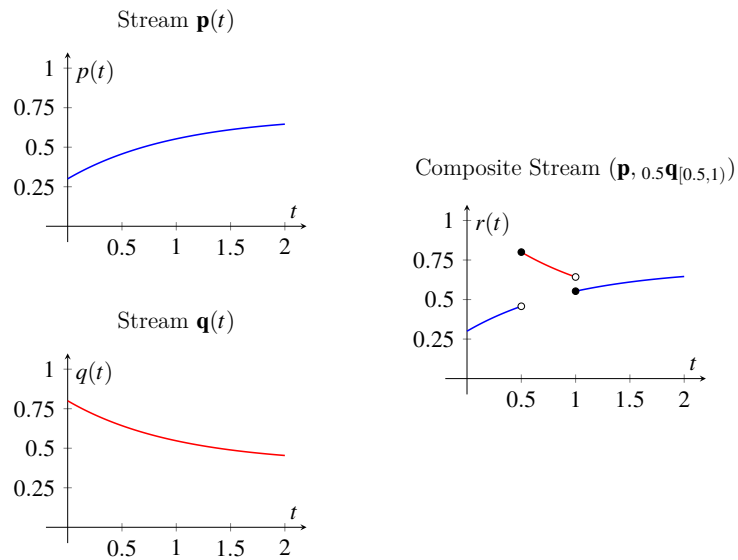 Stream p(t)
p(t)
1
0.75
0.5
0.25
t
0.5 1 1.5 2
Stream q(t)
q(t)
1
0.75
0.5
0.25
t
0.5 1 1.5 2
Composite Stream (p, ₀.₅q[0.5,1))
r(t)
1
0.75
0.5
0.25
t
0.5 1 1.5 2